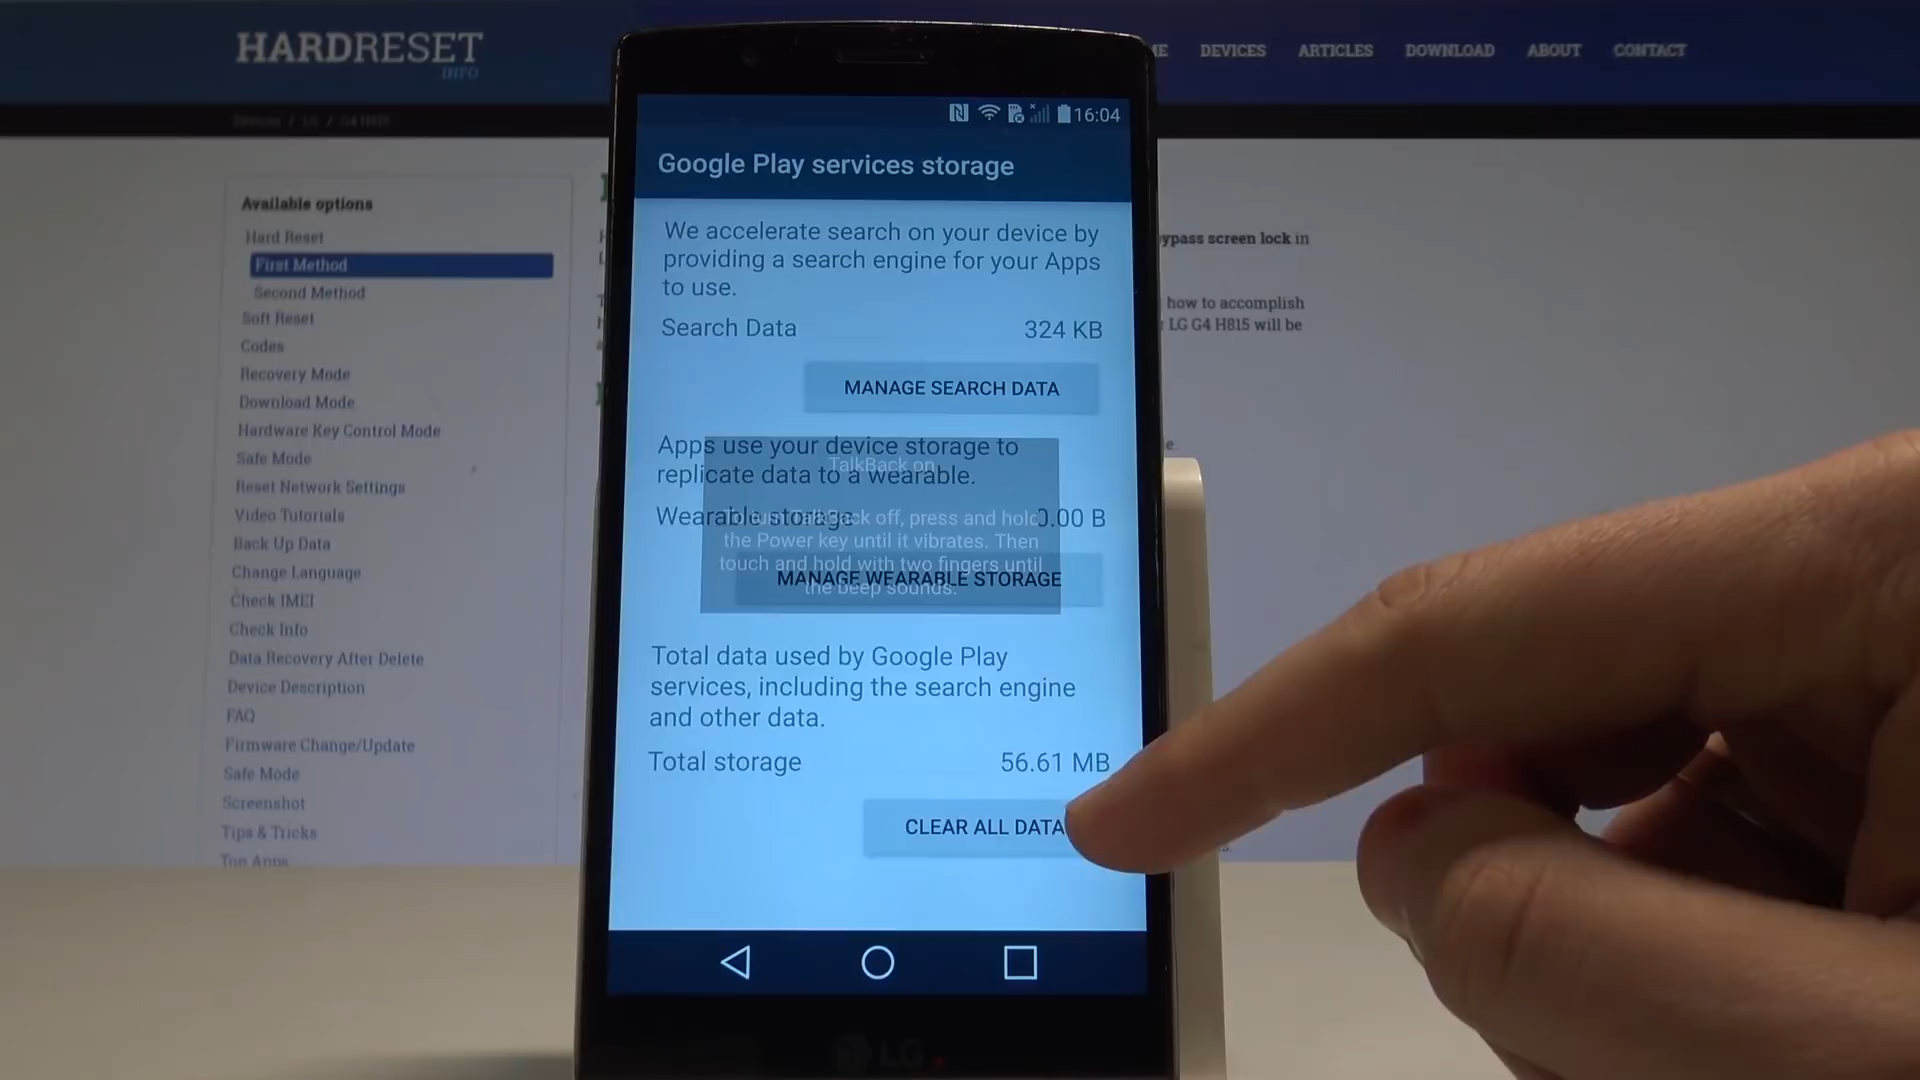 HARDRESET
INFO
DEVICES
ARTICLES
DOWNLOAD
ABOUT
CONTACT
Devices / LG / G4 H815
Available options
Hard Reset
First Method
Second Method
Soft Reset
Codes
Recovery Mode
Download Mode
Hardware Key Control Mode
Safe Mode
Reset Network Settings
Video Tutorials
Back Up Data
Change Language
Check IMEI
Check Info
Data Recovery After Delete
Device Description
FAQ
Firmware Change/Update
Safe Mode
Screenshot
Tips & Tricks
Top Apps
16:04
Google Play services storage
We accelerate search on your device by
providing a search engine for your Apps
to use.
Search Data 324 KB
MANAGE SEARCH DATA
Apps use your device storage to
replicate data to a wearable.
Wearable storage 0.00 B
MANAGE WEARABLE STORAGE
TalkBack on
To turn TalkBack off, press and hold
the Power key until it vibrates. Then
touch and hold with two fingers until
the beep sounds.
Total data used by Google Play
services, including the search engine
and other data.
Total storage 56.61 MB
CLEAR ALL DATA
LG
screen lock in
how to accomplish
LG G4 H815 will be